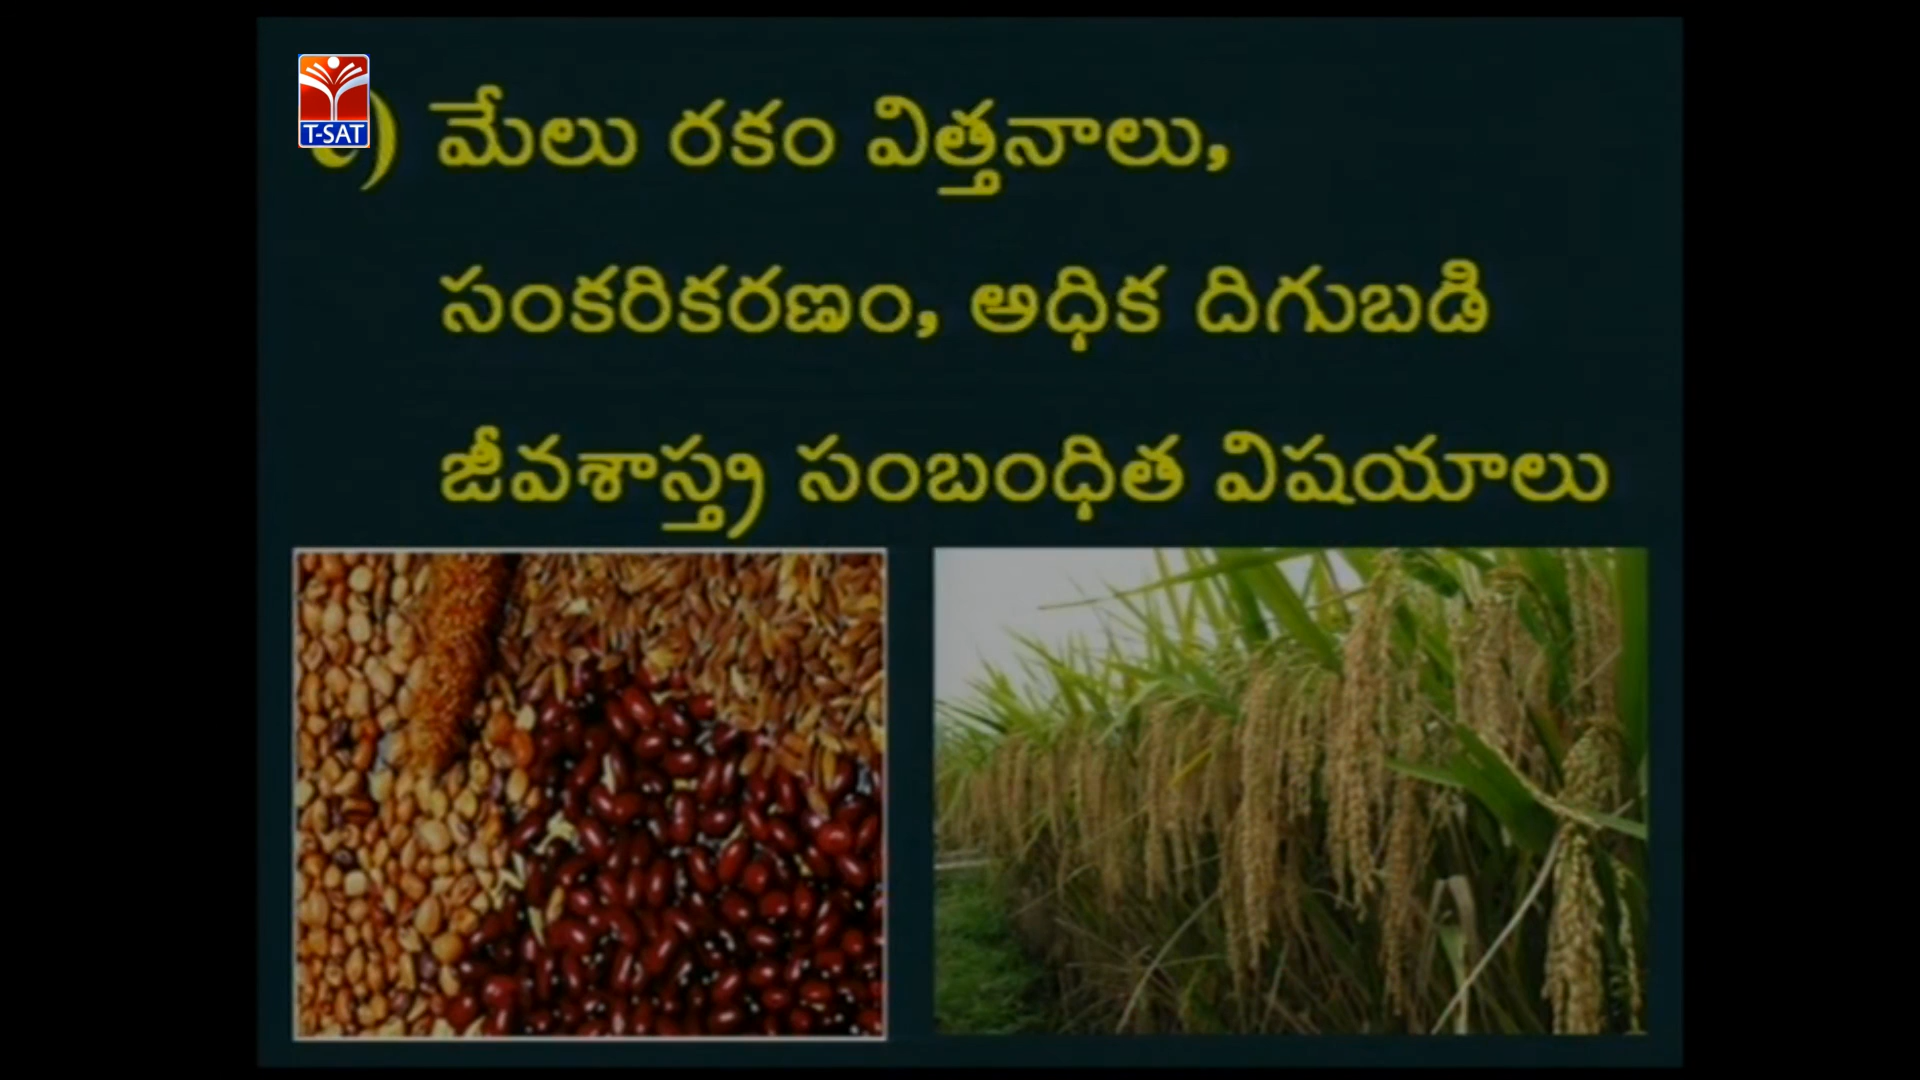 T-SAT
మేలు రకం విత్తనాలు,
సంకరికరణం, అధిక దిగుబడి
జీవశాస్త్ర సంబంధిత విషయాలు